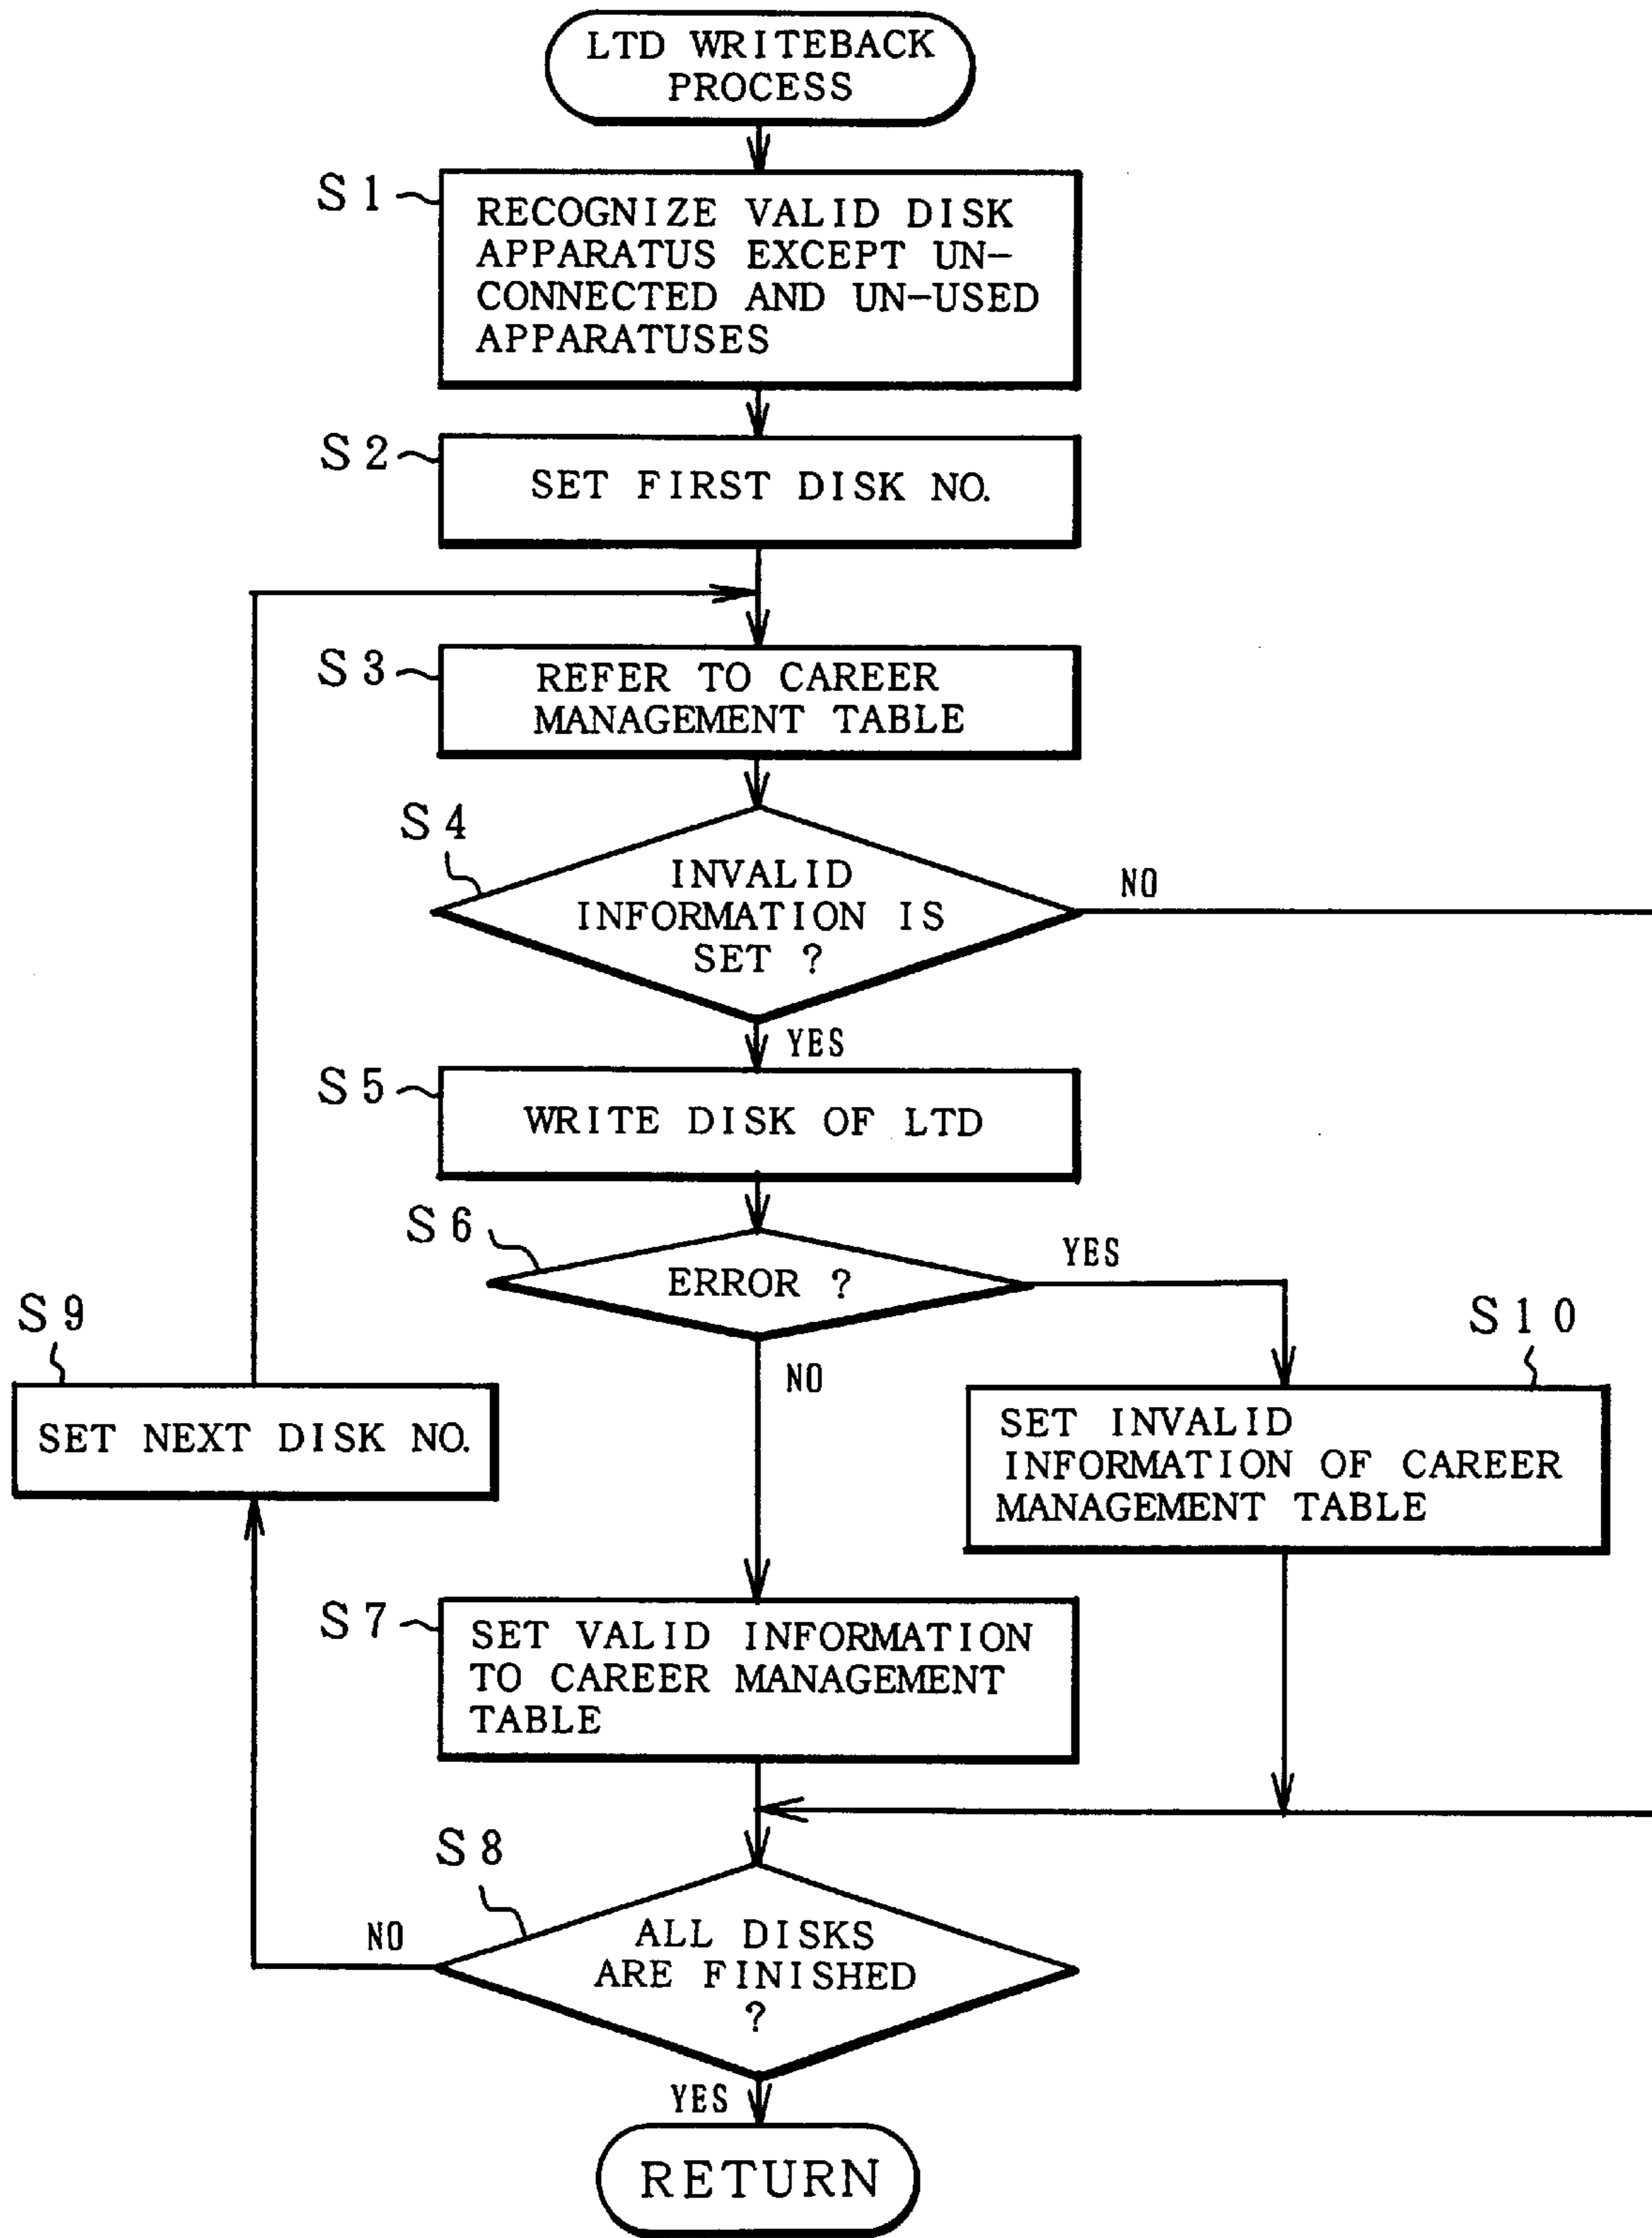 LTD WRITEBACK
PROCESS
S1
RECOGNIZE VALID DISK
APPARATUS EXCEPT UN-
CONNECTED AND UN-USED
APPARATUSES
S2
SET FIRST DISK NO.
S3
REFER TO CAREER
MANAGEMENT TABLE
S4
INVALID
INFORMATION IS
SET ?
NO
YES
S5
WRITE DISK OF LTD
S6
ERROR ?
YES
NO
S9
SET NEXT DISK NO.
S10
SET INVALID
INFORMATION OF CAREER
MANAGEMENT TABLE
S7
SET VALID INFORMATION
TO CAREER MANAGEMENT
TABLE
S8
ALL DISKS
ARE FINISHED
?
NO
YES
RETURN